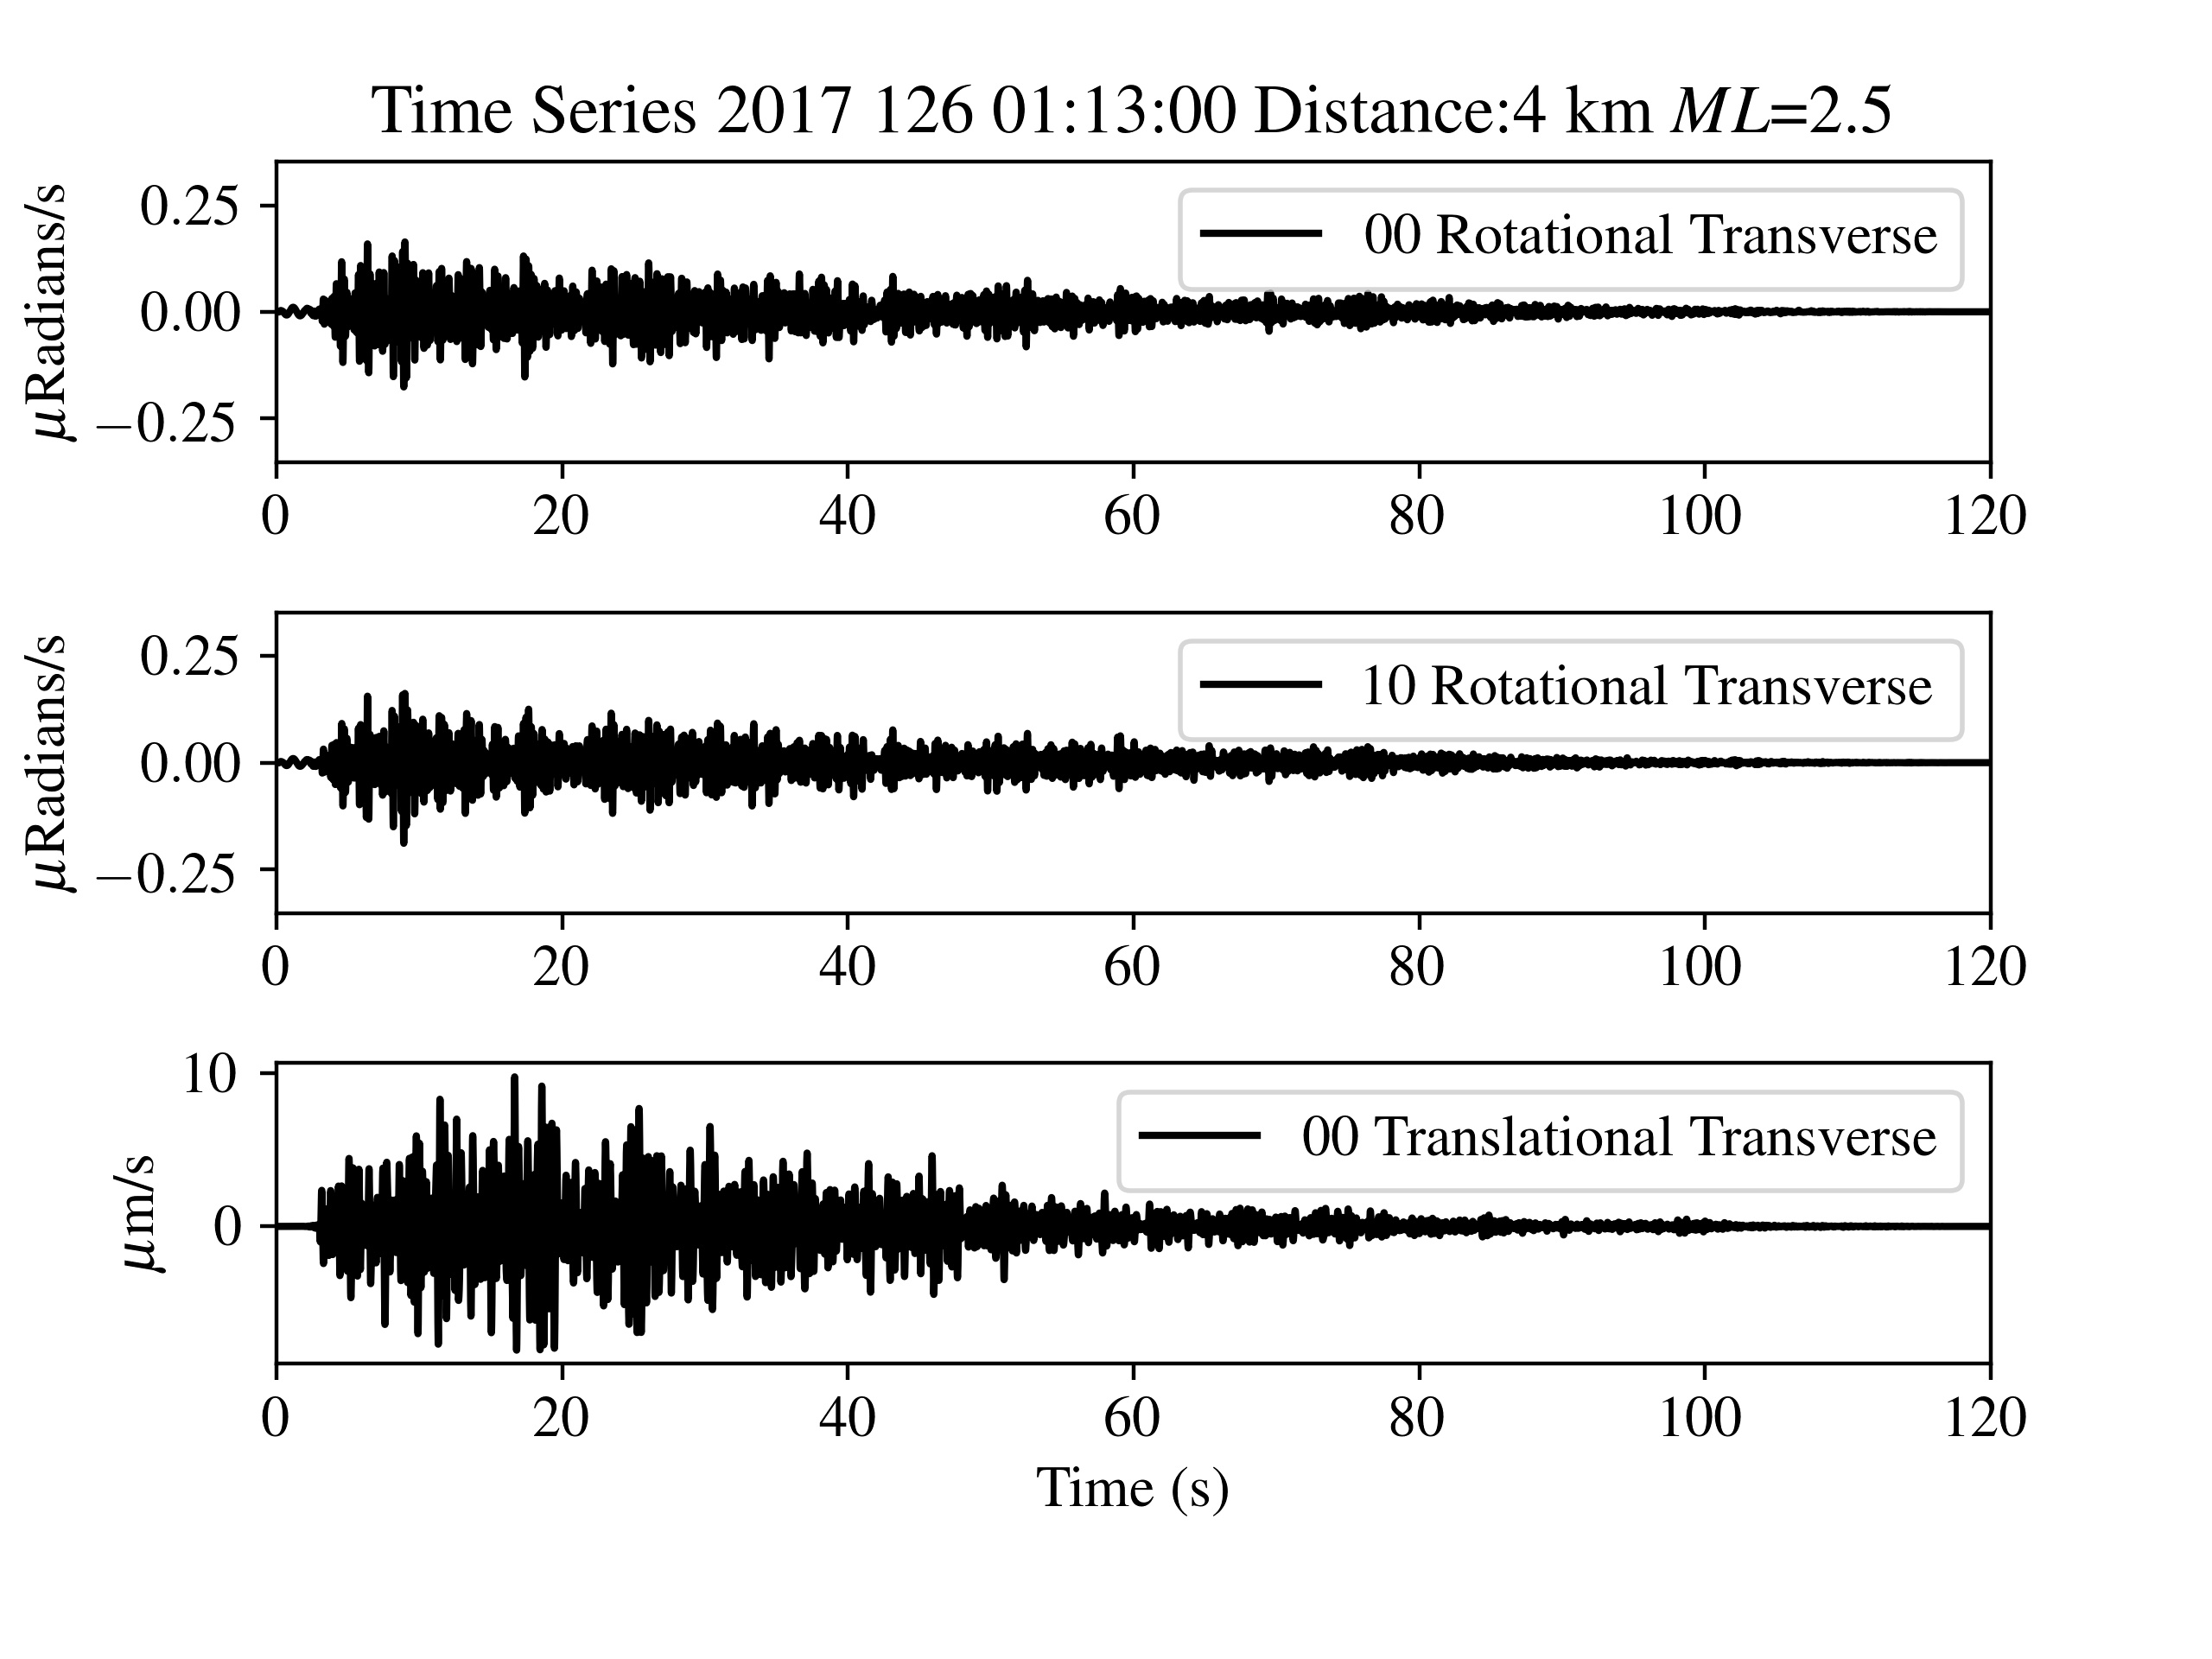 Time Series 2017 126 01:13:00 Distance:4 km ML=2.5
μRadians/s
0.25
0.00
−0.25
00 Rotational Transverse
0 20 40 60 80 100 120
μRadians/s
0.25
0.00
−0.25
10 Rotational Transverse
0 20 40 60 80 100 120
μm/s
10
0
00 Translational Transverse
0 20 40 60 80 100 120
Time (s)